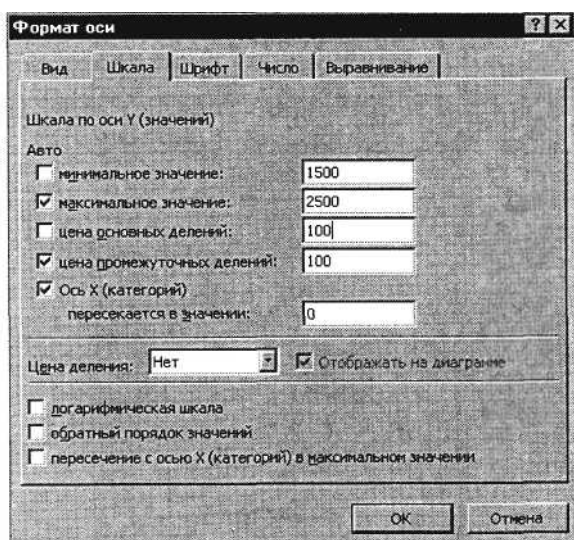 Формат оси
Вид Шкала Шрифт Число Выравнивание
Шкала по оси Y (значений)
Авто
минимальное значение: 1500
максимальное значение: 2500
цена основных делений: 100
цена промежуточных делений: 100
Ось X (категорий)
пересекается в значении: 0
Цена деления: Нет Отображать на диаграмме
логарифмическая шкала
обратный порядок значений
пересечение с осью X (категорий) в максимальном значении
ОК Отмена